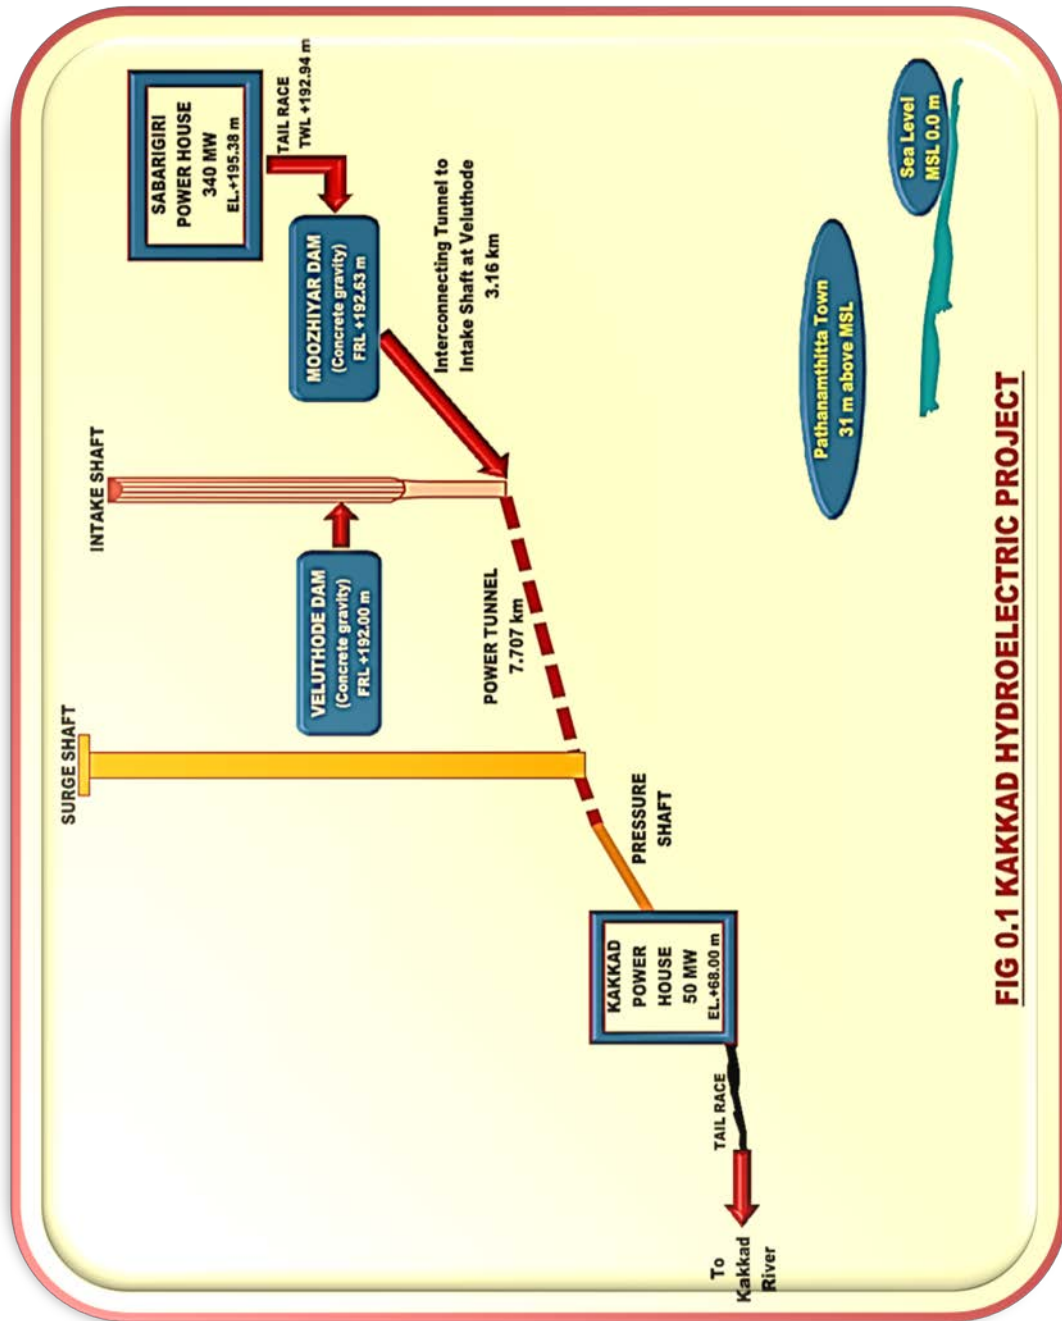 SABARIGIRI
POWER HOUSE
340 MW
EL.+195.38 m
TAIL RACE
TWL +192.94 m
MOOZHIYAR DAM
(Concrete gravity)
FRL +192.63 m
Interconnecting Tunnel to
Intake Shaft at Veluthode
3.16 km
INTAKE SHAFT
VELUTHODE DAM
(Concrete gravity)
FRL +192.00 m
POWER TUNNEL
7.707 km
SURGE SHAFT
PRESSURE
SHAFT
KAKKAD
POWER
HOUSE
50 MW
EL.+68.00 m
TAIL RACE
To
Kakkad
River
Sea Level
MSL 0.0 m
Pathanamthitta Town
31 m above MSL
FIG 0.1 KAKKAD HYDROELECTRIC PROJECT